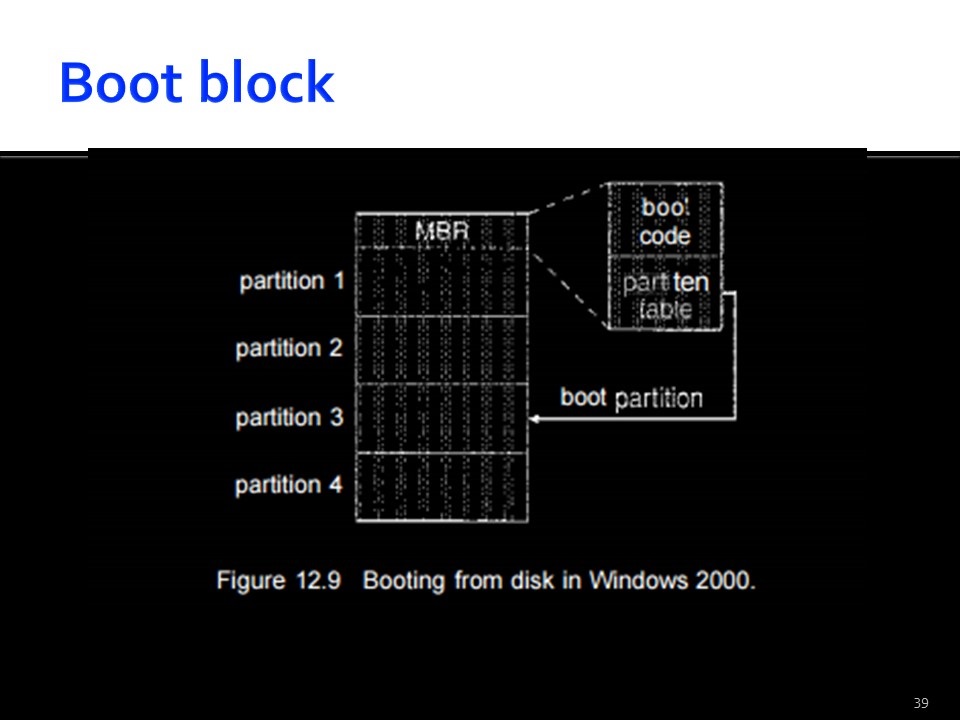 Boot block
MBR
boot
code
partiten
table
partition 1
partition 2
partition 3
partition 4
boot partition
Figure 12.9 Booting from disk in Windows 2000.
39